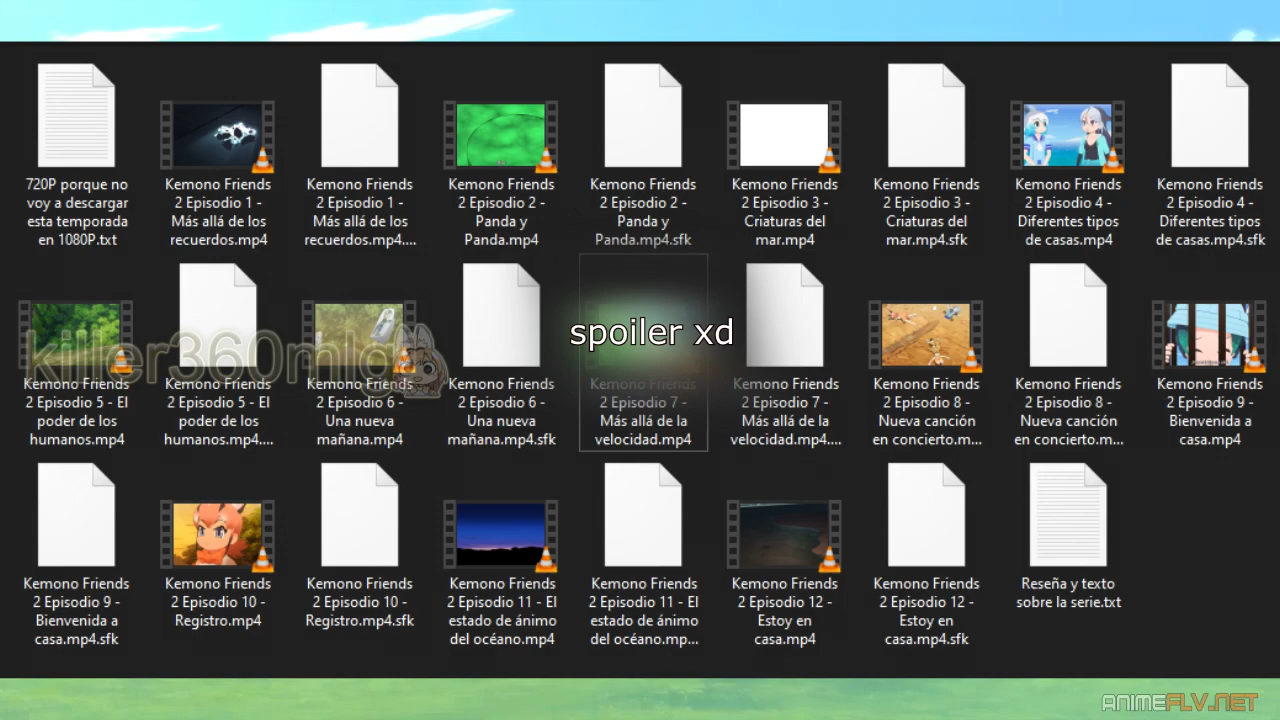 720P porque no
voy a descargar
esta temporada
en 1080P.txt
Kemono Friends
2 Episodio 1 -
Más allá de los
recuerdos.mp4
Kemono Friends
2 Episodio 1 -
Más allá de los
recuerdos.mp4....
Kemono Friends
2 Episodio 2 -
Panda y
Panda.mp4
Kemono Friends
2 Episodio 2 -
Panda y
Panda.mp4.sfk
Kemono Friends
2 Episodio 3 -
Criaturas del
mar.mp4
Kemono Friends
2 Episodio 3 -
Criaturas del
mar.mp4.sfk
Kemono Friends
2 Episodio 4 -
Diferentes tipos
de casas.mp4
Kemono Friends
2 Episodio 4 -
Diferentes tipos
de casas.mp4.sfk
killer360mlg
spoiler xd
Kemono Friends
2 Episodio 5 - El
poder de los
humanos.mp4
Kemono Friends
2 Episodio 5 - El
poder de los
humanos.mp4....
Kemono Friends
2 Episodio 6 -
Una nueva
mañana.mp4
Kemono Friends
2 Episodio 6 -
Una nueva
mañana.mp4.sfk
Kemono Friends
2 Episodio 7 -
Más allá de la
velocidad.mp4
Kemono Friends
2 Episodio 7 -
Más allá de la
velocidad.mp4....
Kemono Friends
2 Episodio 8 -
Nueva canción
en concierto.m...
Kemono Friends
2 Episodio 8 -
Nueva canción
en concierto.m...
Kemono Friends
2 Episodio 9 -
Bienvenida a
casa.mp4
Kemono Friends
2 Episodio 9 -
Bienvenida a
casa.mp4.sfk
Kemono Friends
2 Episodio 10 -
Registro.mp4
Kemono Friends
2 Episodio 10 -
Registro.mp4.sfk
Kemono Friends
2 Episodio 11 - El
estado de ánimo
del océano.mp4
Kemono Friends
2 Episodio 11 - El
estado de ánimo
del océano.mp...
Kemono Friends
2 Episodio 12 -
Estoy en
casa.mp4
Kemono Friends
2 Episodio 12 -
Estoy en
casa.mp4.sfk
Reseña y texto
sobre la serie.txt
ANIMEFLV.NET